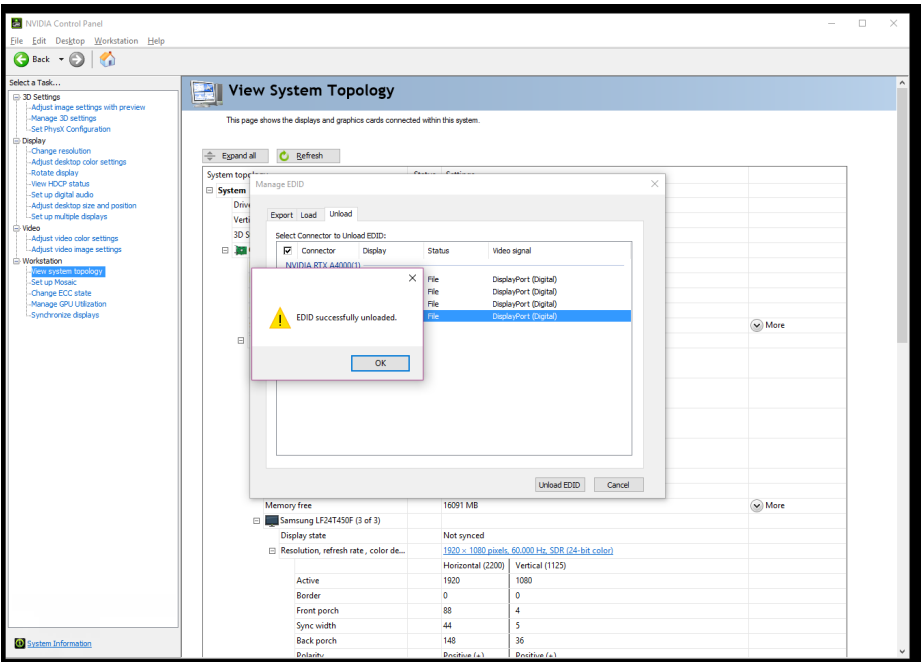 NVIDIA Control Panel
File Edit Desktop Workstation Help
Back
Select a Task...
3D Settings
Adjust image settings with preview
Manage 3D settings
Set PhysX Configuration
Display
Change resolution
Adjust desktop color settings
Rotate display
View HDCP status
Set up digital audio
Adjust desktop size and position
Set up multiple displays
Video
Adjust video color settings
Adjust video image settings
Workstation
View system topology
Set up Mosaic
Change ECC state
Manage GPU Utilization
Synchronize displays
System Information
View System Topology
This page shows the displays and graphics cards connected within this system.
Expand all Refresh
System
Manage EDID
Export Load Unload
Select Connector to Unload EDID:
Connector Display Status Video signal
NVIDIA RTX A4000(1)
File DisplayPort (Digital)
File DisplayPort (Digital)
File DisplayPort (Digital)
File DisplayPort (Digital)
EDID successfully unloaded.
OK
Unload EDID Cancel
More
Memory free 16091 MB More
Samsung LF24T450F (3 of 3)
Display state Not synced
Resolution, refresh rate , color de... 1920 × 1080 pixels, 60.000 Hz, SDR (24-bit color)
Horizontal (2200) Vertical (1125)
Active 1920 1080
Border 0 0
Front porch 88 4
Sync width 44 5
Back porch 148 36
Polarity Positive (+) Positive (+)